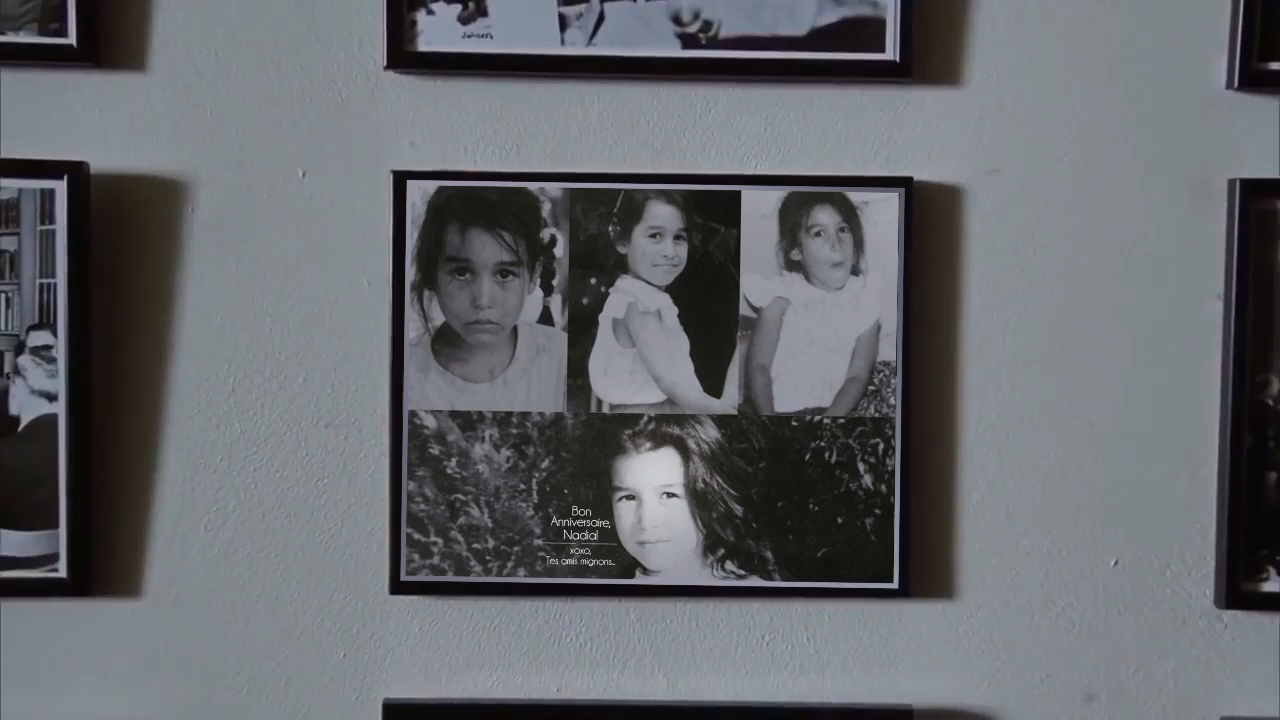 Bon
Anniversaire,
Nadia!
xoxo,
Tes amis mignons...